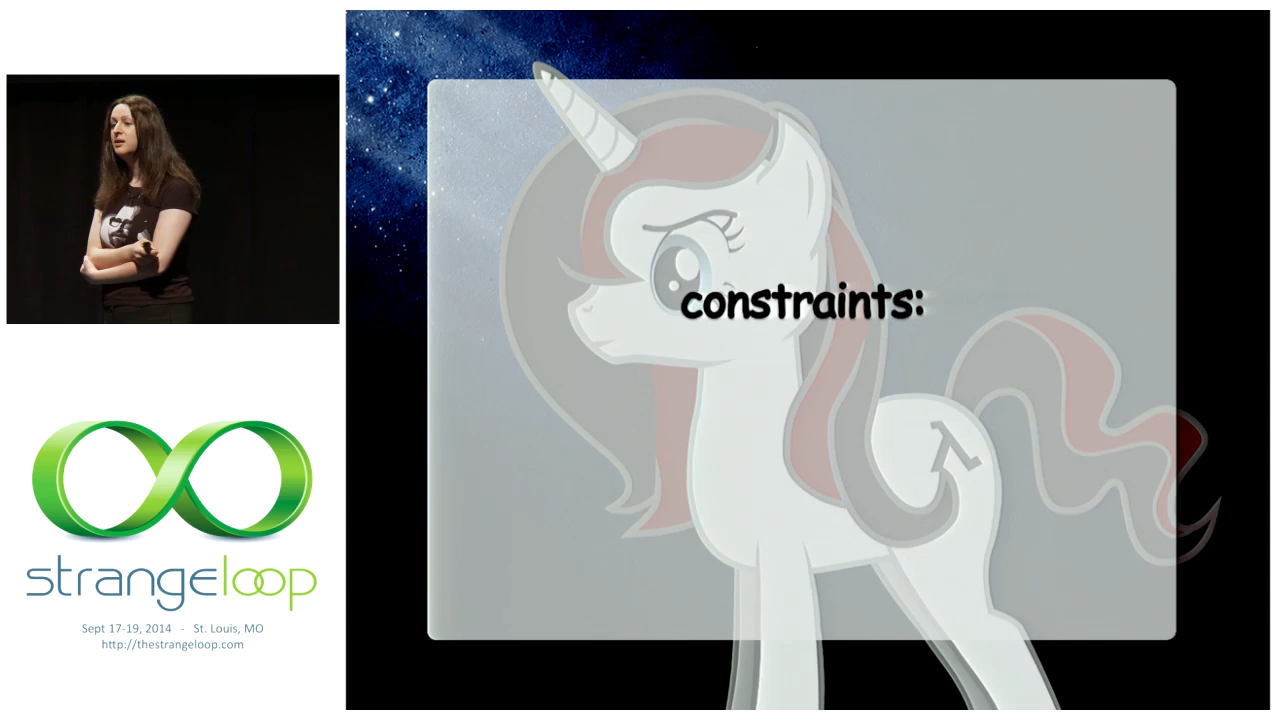 constraints:
λ
strangeloop
Sept 17-19, 2014 - St. Louis, MO
http://thestrangeloop.com